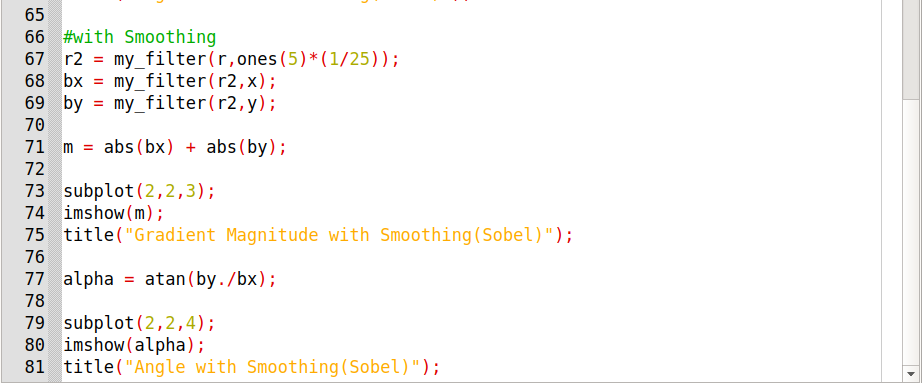 65
66 #with Smoothing
67 r2 = my_filter(r,ones(5)*(1/25));
68 bx = my_filter(r2,x);
69 by = my_filter(r2,y);
70
71 m = abs(bx) + abs(by);
72
73 subplot(2,2,3);
74 imshow(m);
75 title("Gradient Magnitude with Smoothing(Sobel)");
76
77 alpha = atan(by./bx);
78
79 subplot(2,2,4);
80 imshow(alpha);
81 title("Angle with Smoothing(Sobel)");